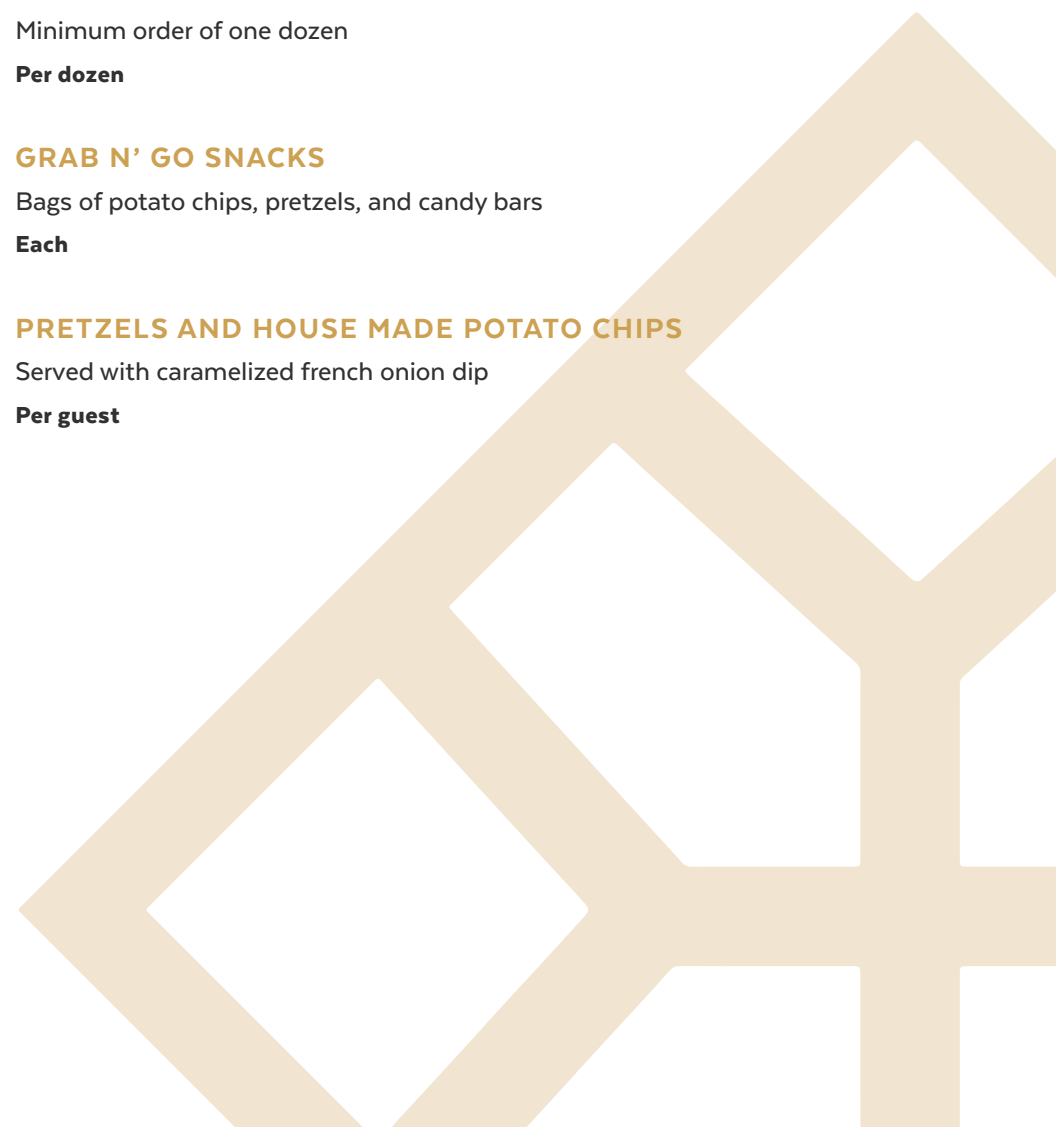 Minimum order of one dozen
Per dozen
GRAB N’ GO SNACKS
Bags of potato chips, pretzels, and candy bars
Each
PRETZELS AND HOUSE MADE POTATO CHIPS
Served with caramelized french onion dip
Per guest